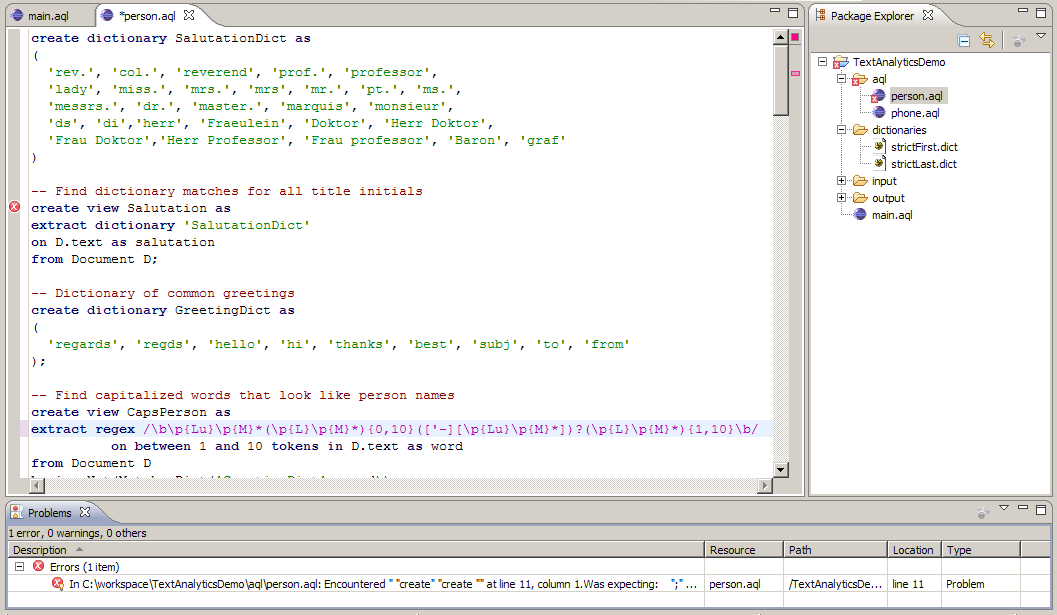 main.aql
*person.aql
create dictionary SalutationDict as
(
'rev.', 'col.', 'reverend', 'prof.', 'professor',
'lady', 'miss.', 'mrs.', 'mrs', 'mr.', 'pt.', 'ms.',
'messrs.', 'dr.', 'master.', 'marquis', 'monsieur',
'ds', 'di','herr', 'Fraeulein', 'Doktor', 'Herr Doktor',
'Frau Doktor','Herr Professor', 'Frau professor', 'Baron', 'graf'
)
-- Find dictionary matches for all title initials
create view Salutation as
extract dictionary 'SalutationDict'
on D.text as salutation
from Document D;
-- Dictionary of common greetings
create dictionary GreetingDict as
(
'regards', 'regds', 'hello', 'hi', 'thanks', 'best', 'subj', 'to', 'from'
);
-- Find capitalized words that look like person names
create view CapsPerson as
extract regex /\b\p{Lu}\p{M}*(\p{L}\p{M}*){0,10}(['-][\p{Lu}\p{M}*])?(\p{L}\p{M}*){1,10}\b/
on between 1 and 10 tokens in D.text as word
from Document D
Package Explorer
TextAnalyticsDemo
aql
person.aql
phone.aql
dictionaries
strictFirst.dict
strictLast.dict
input
output
main.aql
Problems
1 error, 0 warnings, 0 others
Description Resource Path Location Type
Errors (1 item)
In C:\workspace\TextAnalyticsDemo\aql\person.aql: Encountered " "create" "create "" at line 11, column 1.Was expecting: ";" ... person.aql /TextAnalyticsDe... line 11 Problem